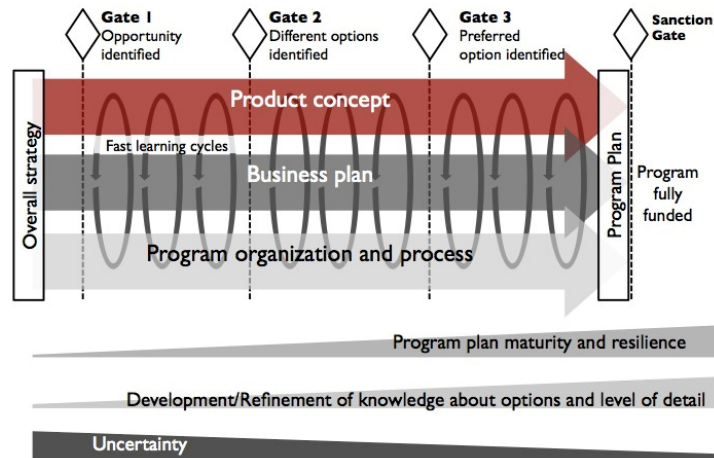 Gate 1
Opportunity
identified
Gate 2
Different options
identified
Gate 3
Preferred
option identified
Sanction
Gate
Overall strategy
Product concept
Fast learning cycles
Business plan
Program organization and process
Program Plan
Program
fully
funded
Program plan maturity and resilience
Development/Refinement of knowledge about options and level of detail
Uncertainty